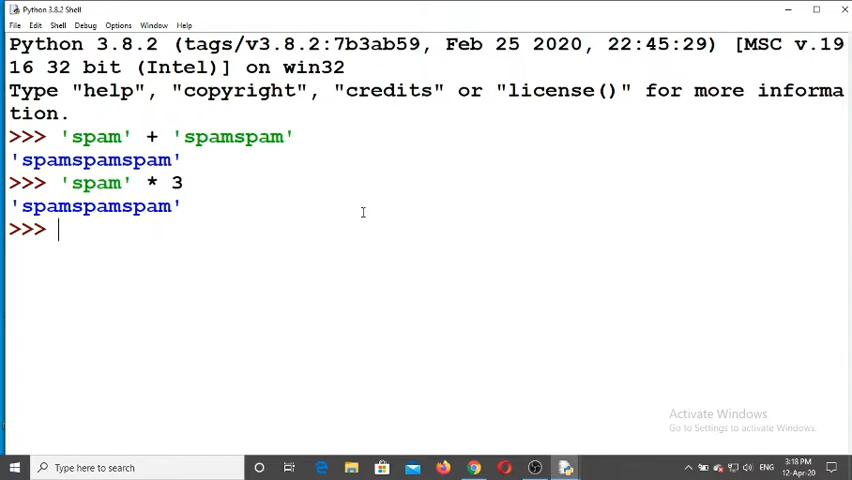 Python 3.8.2 Shell
File Edit Shell Debug Options Window Help
Python 3.8.2 (tags/v3.8.2:7b3ab59, Feb 25 2020, 22:45:29) [MSC v.19
16 32 bit (Intel)] on win32
Type "help", "copyright", "credits" or "license()" for more informa
tion.
>>> 'spam' + 'spamspam'
'spamspamspam'
>>> 'spam' * 3
'spamspamspam'
>>>
Activate Windows
Go to Settings to activate Windows.
Type here to search
ENG
3:18 PM
12-Apr-20